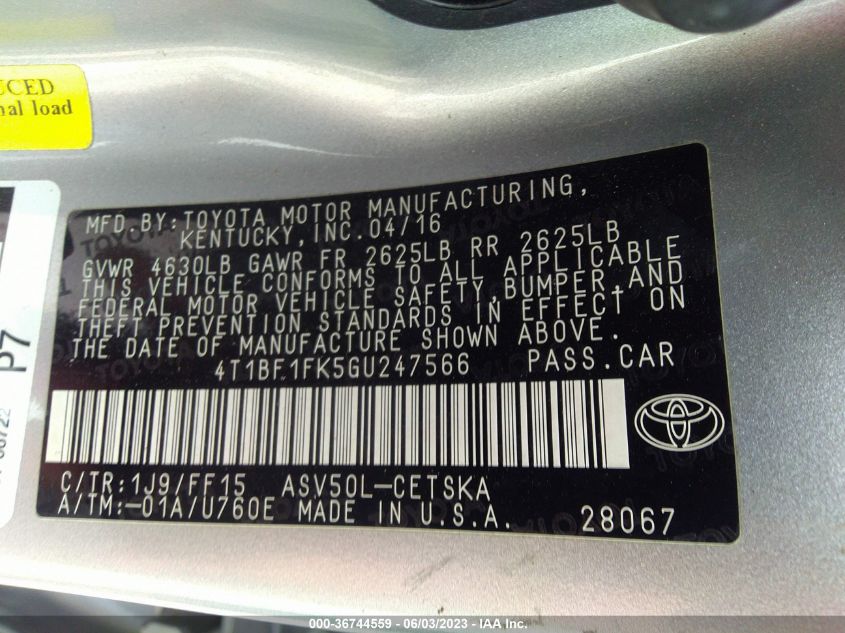 UCED
nal load
P7
MFD.BY:TOYOTA MOTOR MANUFACTURING,
KENTUCKY,INC.04/16
GVWR 4630LB GAWR FR 2625LB RR 2625LB
THIS VEHICLE CONFORMS TO ALL APPLICABLE
FEDERAL MOTOR VEHICLE SAFETY,BUMPER,AND
THEFT PREVENTION STANDARDS IN EFFECT ON
THE DATE OF MANUFACTURE SHOWN ABOVE.
4T1BF1FK5GU247566 PASS.CAR
C/TR:1J9/FF15 ASV50L-CETSKA
A/TM:-01A/U760E MADE IN U.S.A. 28067
000-36744559 - 06/03/2023 - IAA Inc.